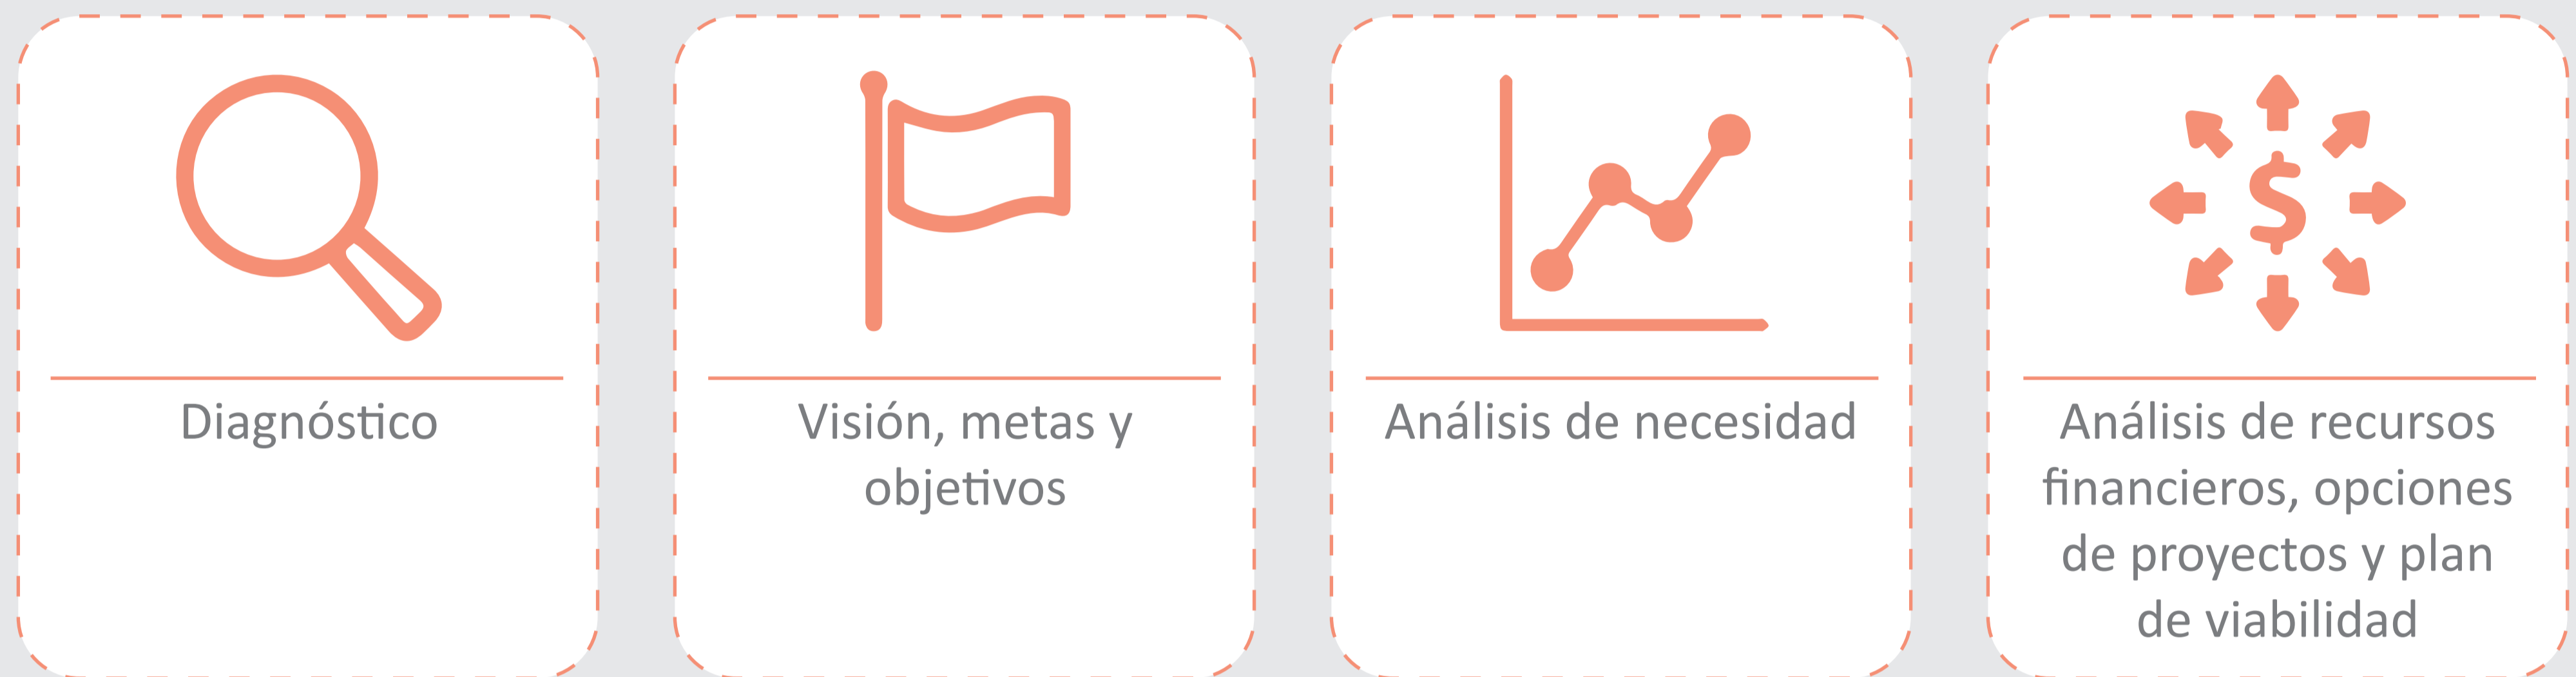 Diagnóstico
Visión, metas y
objetivos
Análisis de necesidad
Análisis de recursos
financieros, opciones
de proyectos y plan
de viabilidad
$